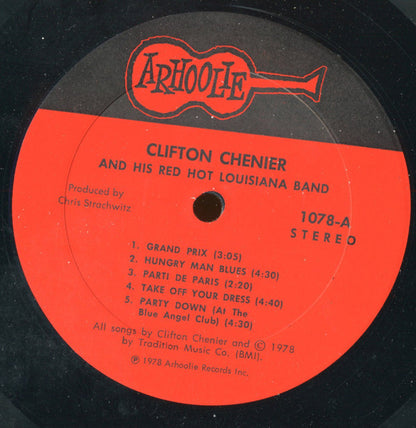 ARHOOLIE
CLIFTON CHENIER
AND HIS RED HOT LOUISIANA BAND
Produced by
Chris Strachwitz
1078-A
STEREO
1. GRAND PRIX (3:05)
2. HUNGRY MAN BLUES (4:30)
3. PARTI DE PARIS (2:20)
4. TAKE OFF YOUR DRESS (4:40)
5. PARTY DOWN (At The
Blue Angel Club) (4:30)
All songs by Clifton Chenier and © 1978
by Tradition Music Co. (BMI).
℗ 1978 Arhoolie Records Inc.